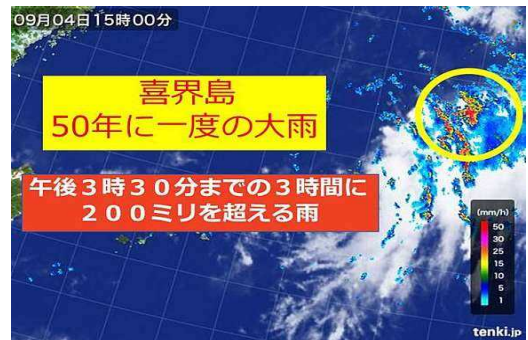 09月04日15時00分
喜界島
50年に一度の大雨
午後３時３０分までの３時間に
２００ミリを超える雨
(mm/h)
50
30
25
15
10
5
1
tenki.jp